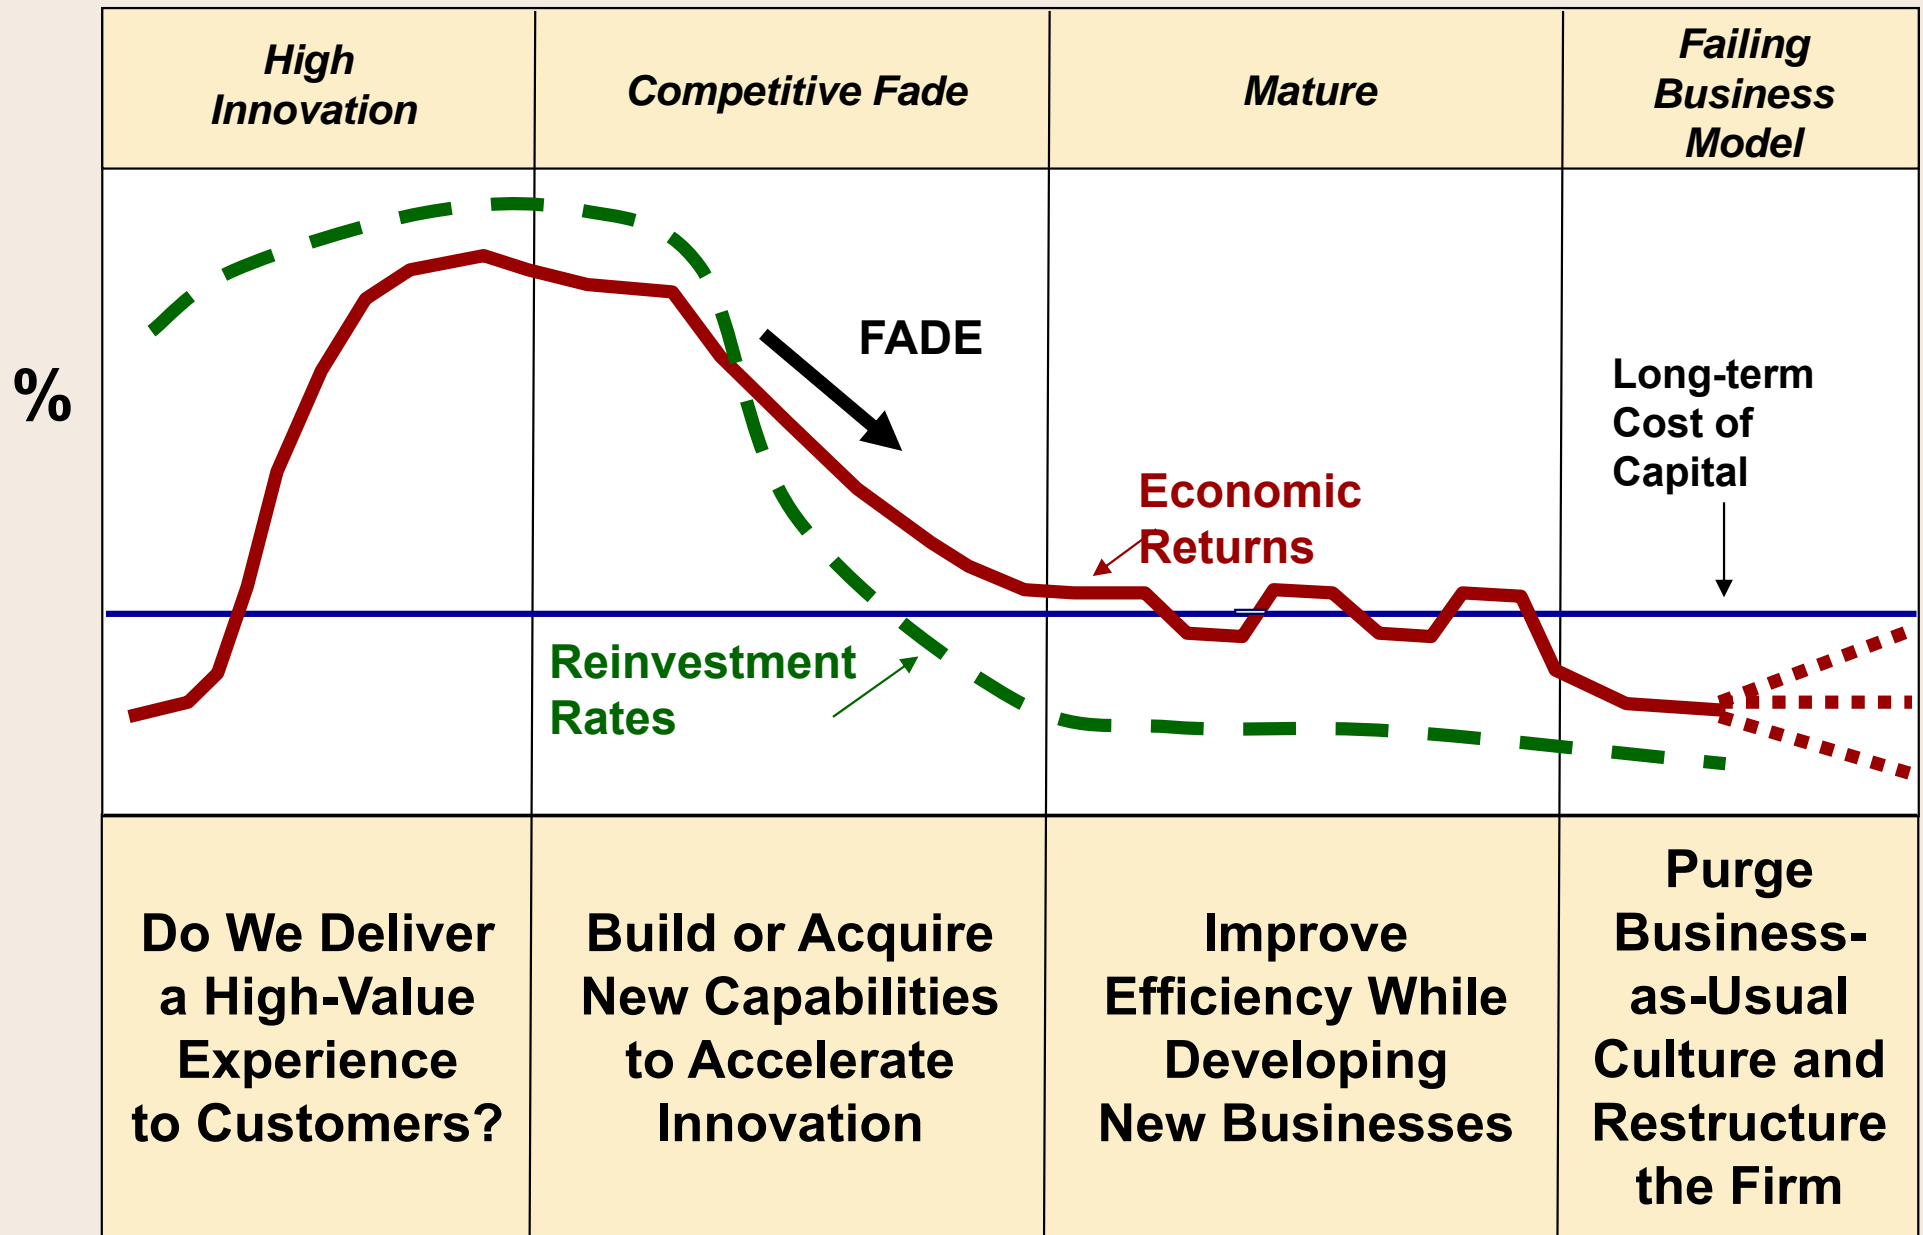 High
Innovation
Competitive Fade
Mature
Failing
Business
Model
%
FADE
Long-term
Cost of
Capital
Economic
Returns
Reinvestment
Rates
Do We Deliver
a High-Value
Experience
to Customers?
Build or Acquire
New Capabilities
to Accelerate
Innovation
Improve
Efficiency While
Developing
New Businesses
Purge
Business-
as-Usual
Culture and
Restructure
the Firm